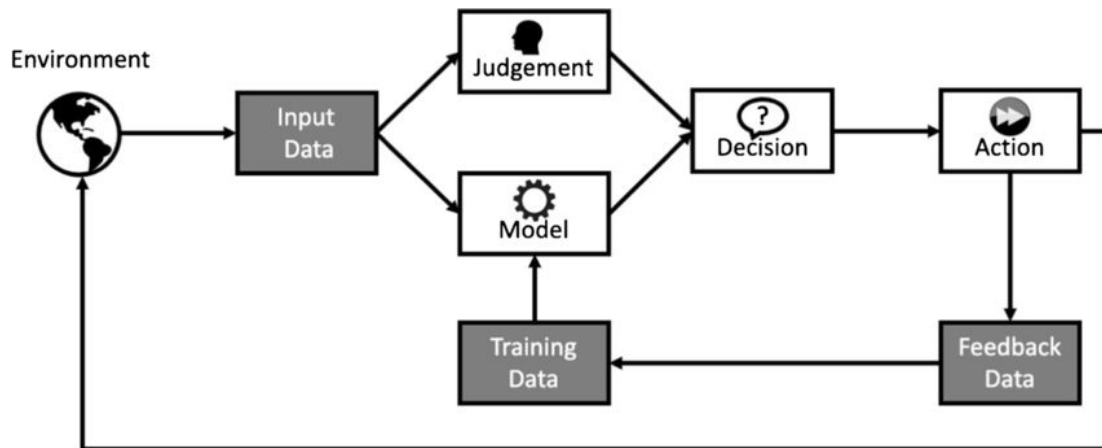 Environment
Input
Data
Judgement
Model
?
Decision
Action
Training
Data
Feedback
Data